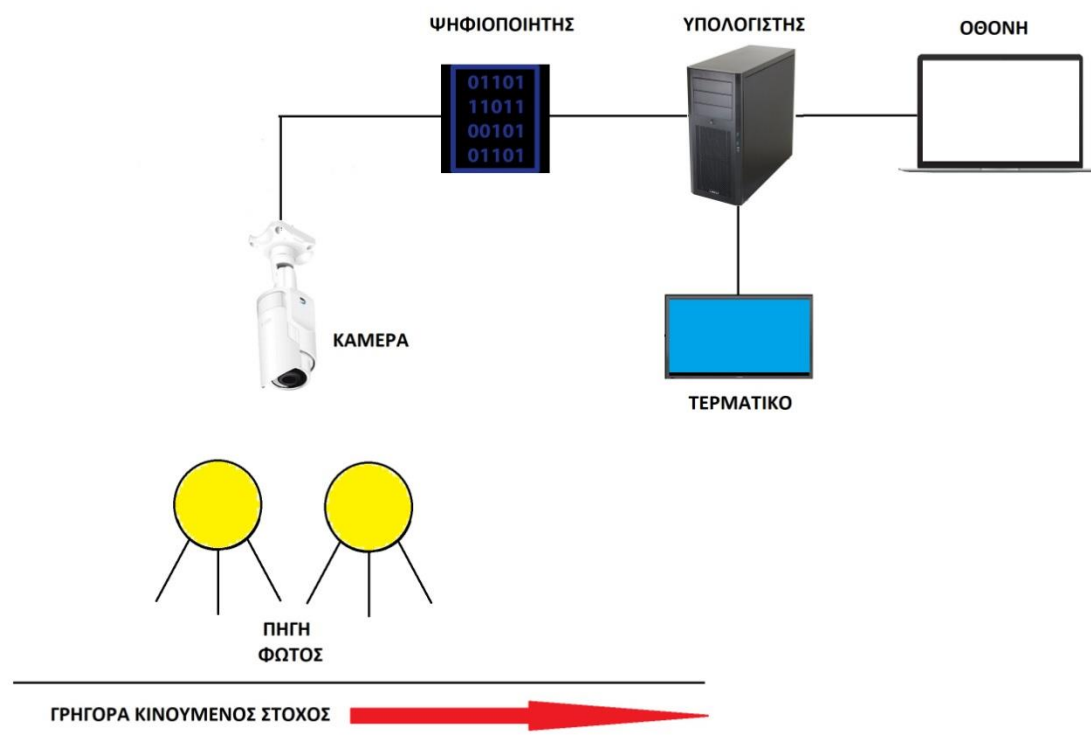 ΨΗΦΙΟΠΟΙΗΤΗΣ
ΥΠΟΛΟΓΙΣΤΗΣ
ΟΘΟΝΗ
01101
11011
00101
01101
ΚΑΜΕΡΑ
ΤΕΡΜΑΤΙΚΟ
ΠΗΓΗ
ΦΩΤΟΣ
ΓΡΗΓΟΡΑ ΚΙΝΟΥΜΕΝΟΣ ΣΤΟΧΟΣ